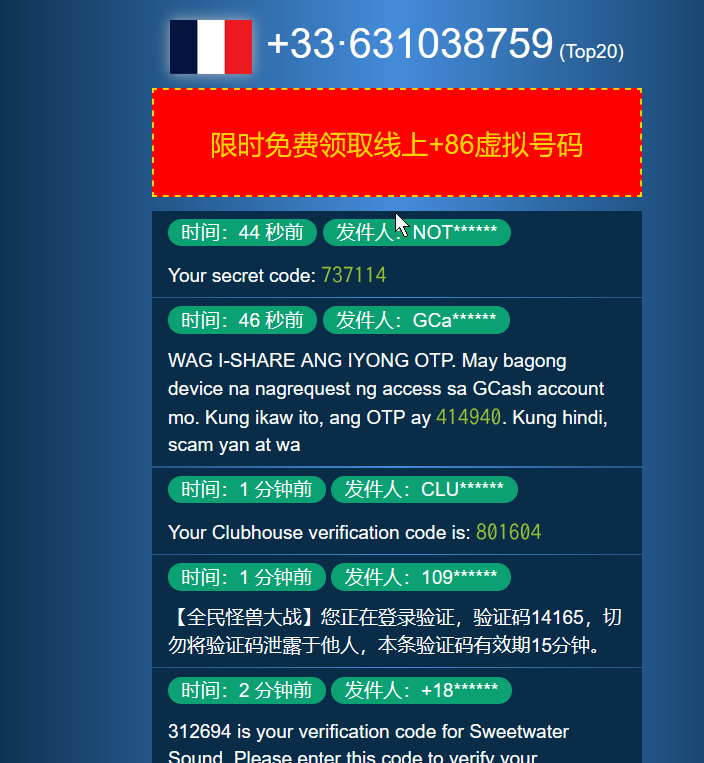 +33·631038759 (Top20)
限时免费领取线上+86虚拟号码
时间：44 秒前 发件人：NOT******
Your secret code: 737114
时间：46 秒前 发件人：GCa******
WAG I-SHARE ANG IYONG OTP. May bagong
device na nagrequest ng access sa GCash account
mo. Kung ikaw ito, ang OTP ay 414940. Kung hindi,
scam yan at wa
时间：1 分钟前 发件人：CLU******
Your Clubhouse verification code is: 801604
时间：1 分钟前 发件人：109******
【全民怪兽大战】您正在登录验证，验证码14165，切
勿将验证码泄露于他人，本条验证码有效期15分钟。
时间：2 分钟前 发件人：+18******
312694 is your verification code for Sweetwater
Sound. Please enter this code to verify your